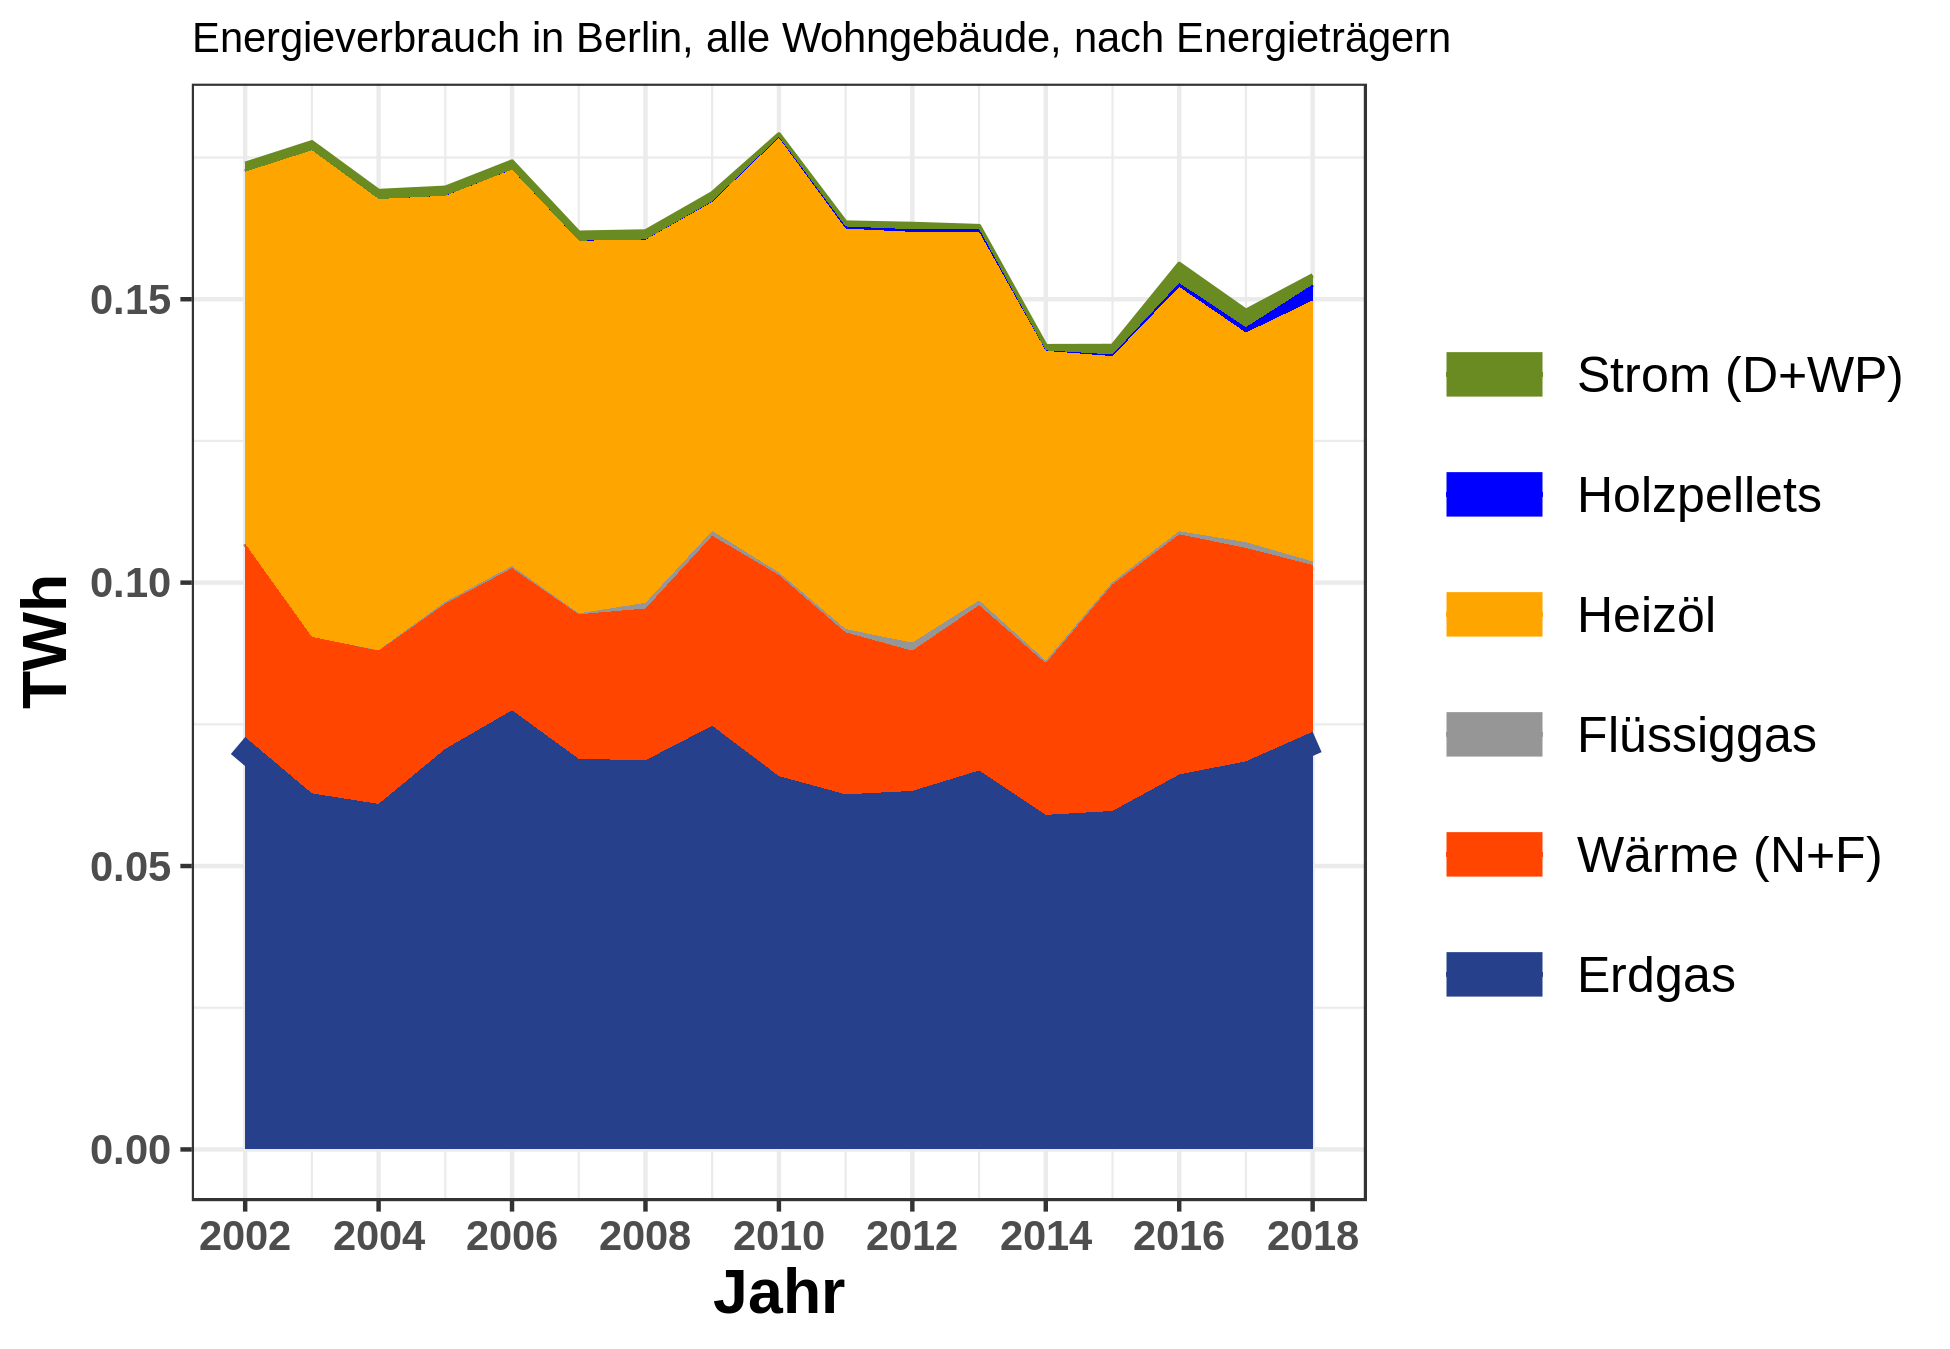 Energieverbrauch in Berlin, alle Wohngebäude, nach Energieträgern
TWh
0.15
0.10
0.05
0.00
2002 2004 2006 2008 2010 2012 2014 2016 2018
Jahr
Strom (D+WP)
Holzpellets
Heizöl
Flüssiggas
Wärme (N+F)
Erdgas